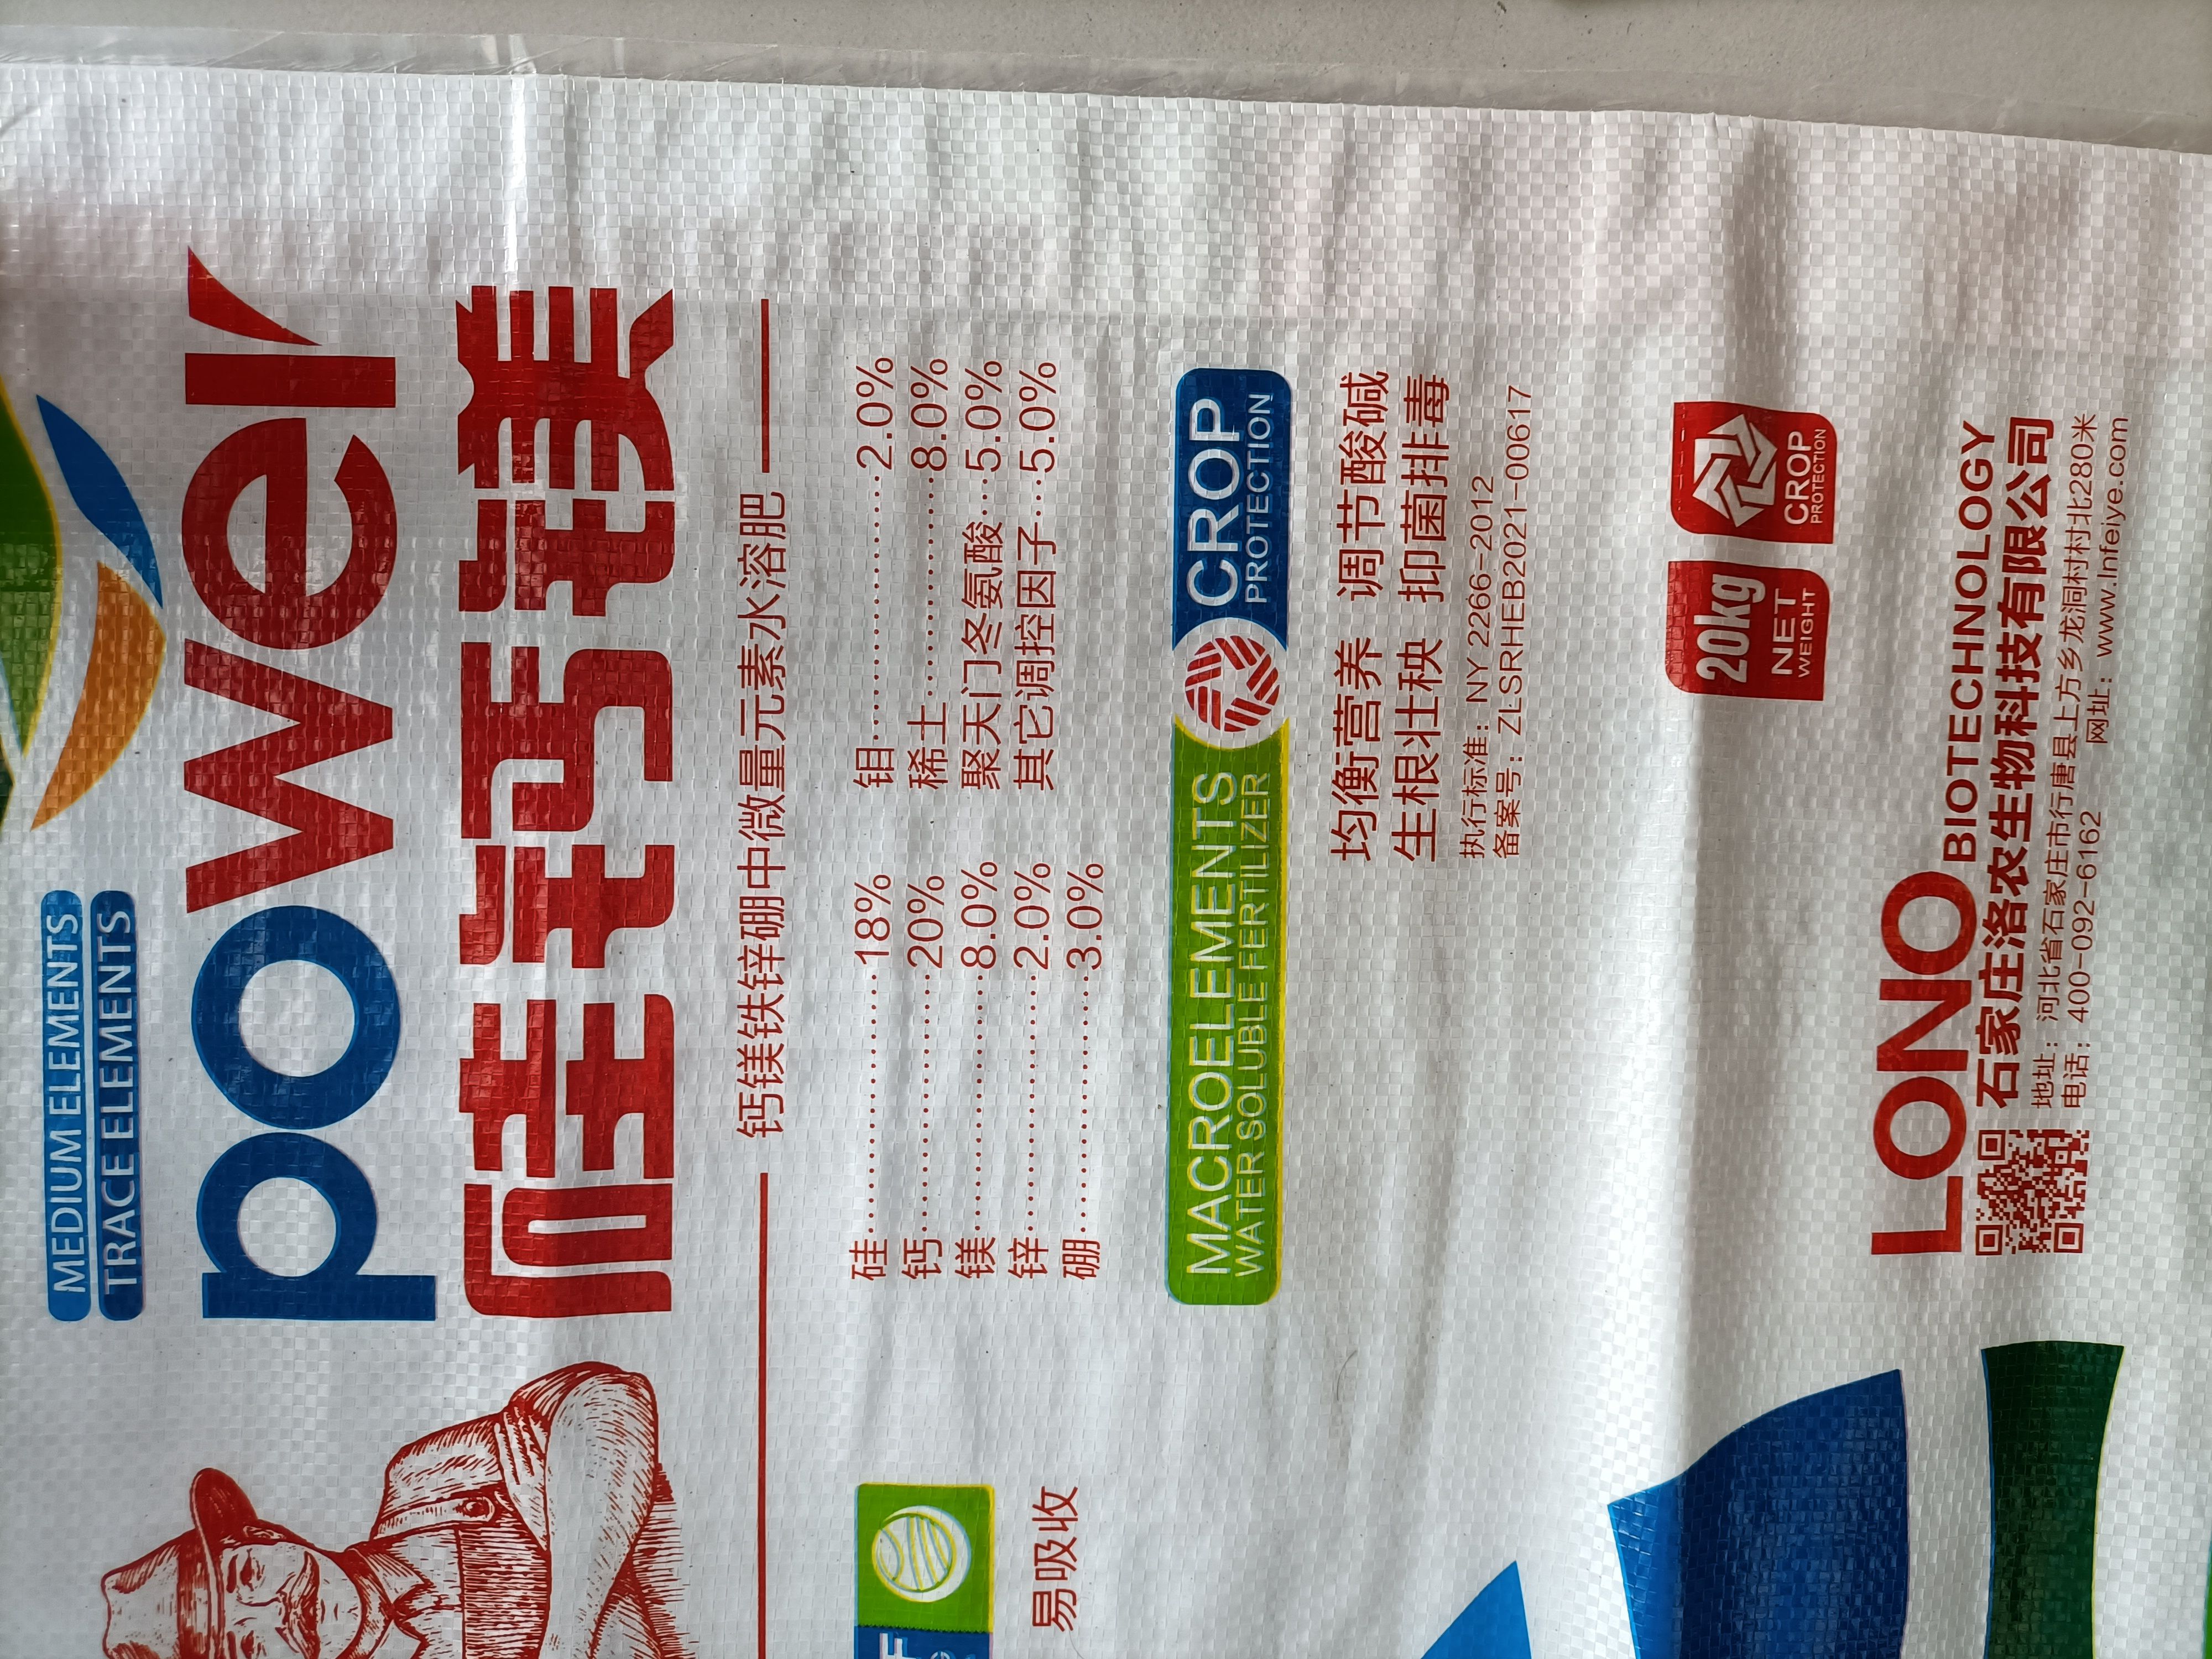 MEDIUM ELEMENTS
TRACE ELEMENTS
power
硅钙镁
钙镁铁锌硼中微量元素水溶肥
硅……18%
钙……20%
镁……8.0%
锌……2.0%
硼……3.0%
钼……2.0%
稀土……8.0%
聚天门冬氨酸…5.0%
其它调控因子…5.0%
易吸收
MACROELEMENTS
WATER SOLUBLE FERTILIZER
CROP
PROTECTION
均衡营养 调节酸碱
生根壮秧 抑菌排毒
执行标准：NY 2266-2012
备案号：ZLSRHEB2021-00617
20kg
NET
WEIGHT
CROP
PROTECTION
LONO BIOTECHNOLOGY
石家庄洛农生物科技有限公司
地址：河北省石家庄市行唐县上方乡龙洞村村北280米
电话：400-092-6162 网址：www.lnfeiye.com